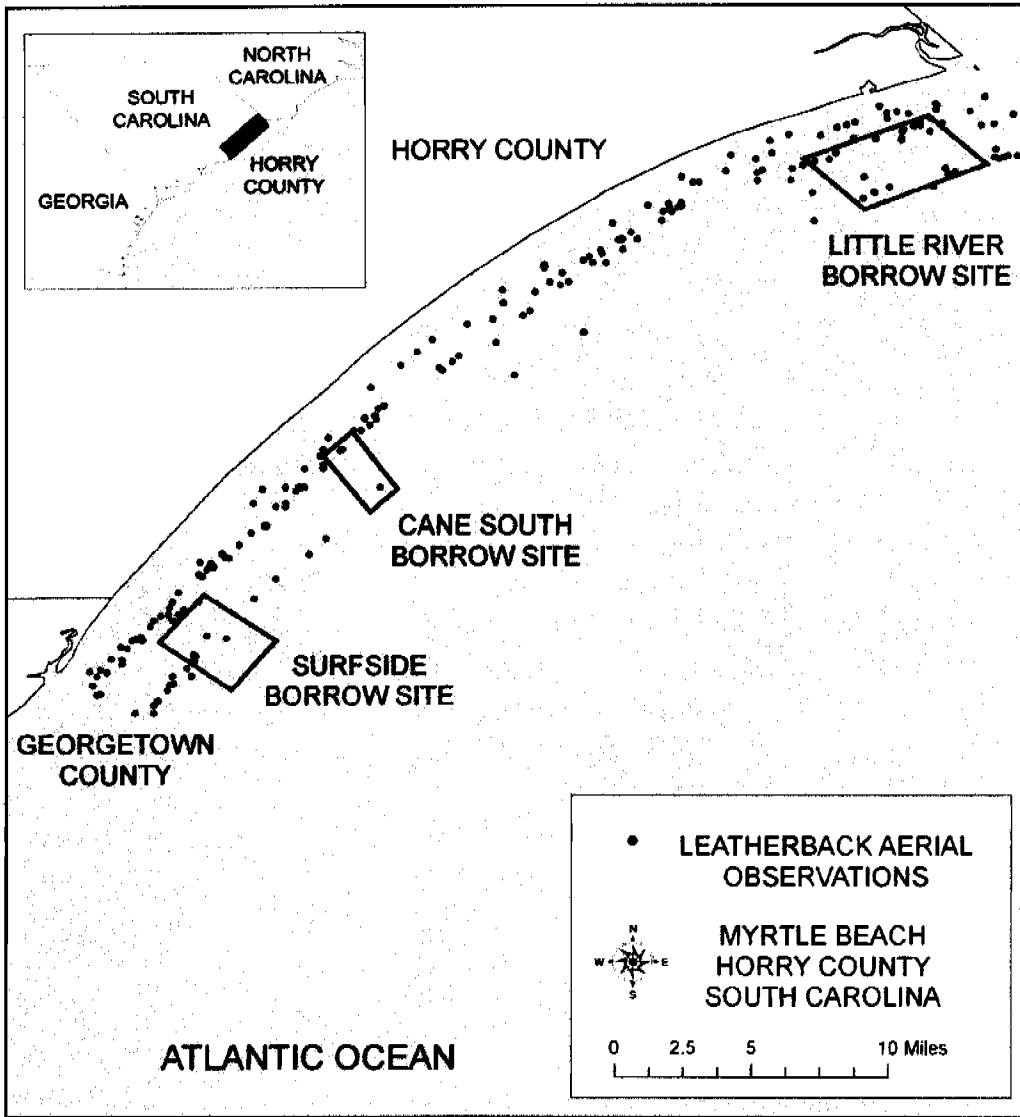 NORTH
CAROLINA
SOUTH
CAROLINA
HORRY
COUNTY
GEORGIA
HORRY COUNTY
LITTLE RIVER
BORROW SITE
CANE SOUTH
BORROW SITE
SURFSIDE
BORROW SITE
GEORGETOWN
COUNTY
ATLANTIC OCEAN
LEATHERBACK AERIAL
OBSERVATIONS
N
W E
S
MYRTLE BEACH
HORRY COUNTY
SOUTH CAROLINA
0 2.5 5 10 Miles